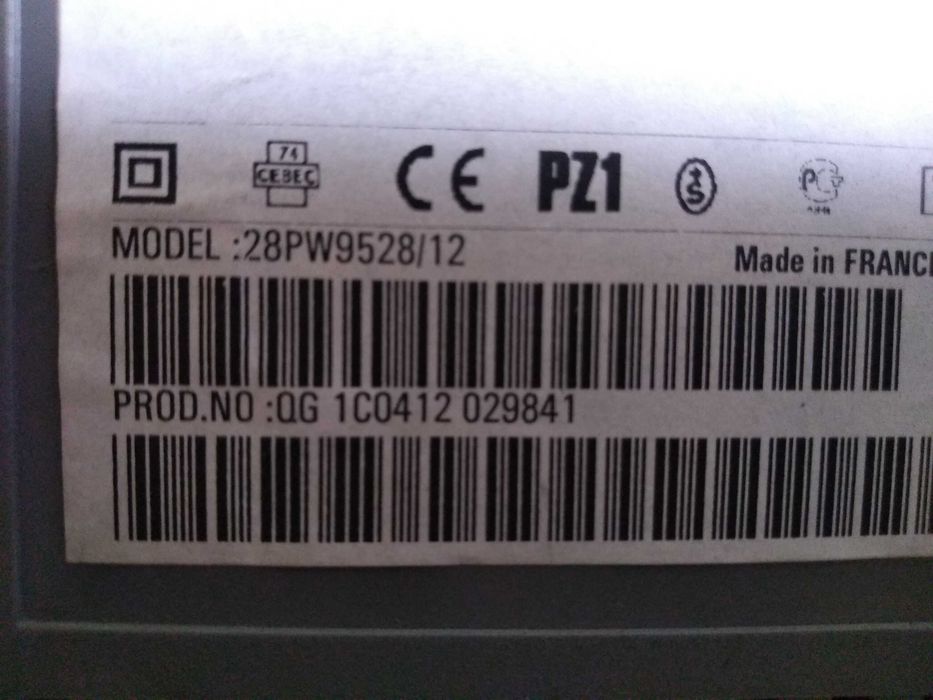 74
CEBEC
CE
PZ1
S
MODEL :28PW9528/12
Made in FRANC
PROD.NO :QG 1C0412 029841